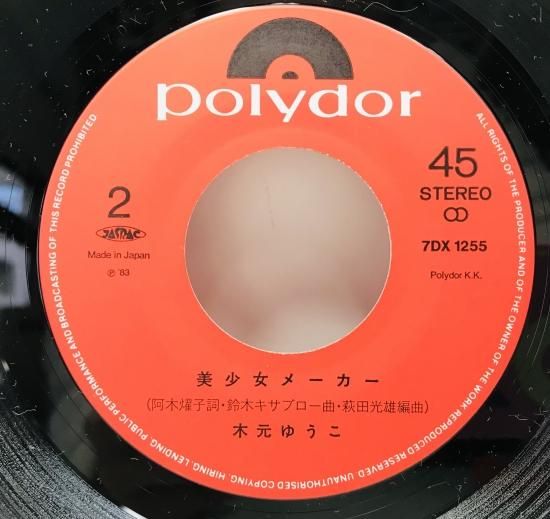 polydor
45
STEREO
7DX 1255
Polydor K.K.
2
JASRAC
Made in Japan
Ⓟ '83
美少女メーカー
(阿木燿子詞・鈴木キサブロー曲・萩田光雄編曲)
木元ゆうこ
ALL RIGHTS OF THE PRODUCER AND OF THE OWNER OF THE WORK REPRODUCED RESERVED UNAUTHORISED COPYING, HIRING, LENDING, PUBLIC PERFORMANCE AND BROADCASTING OF THIS RECORD PROHIBITED